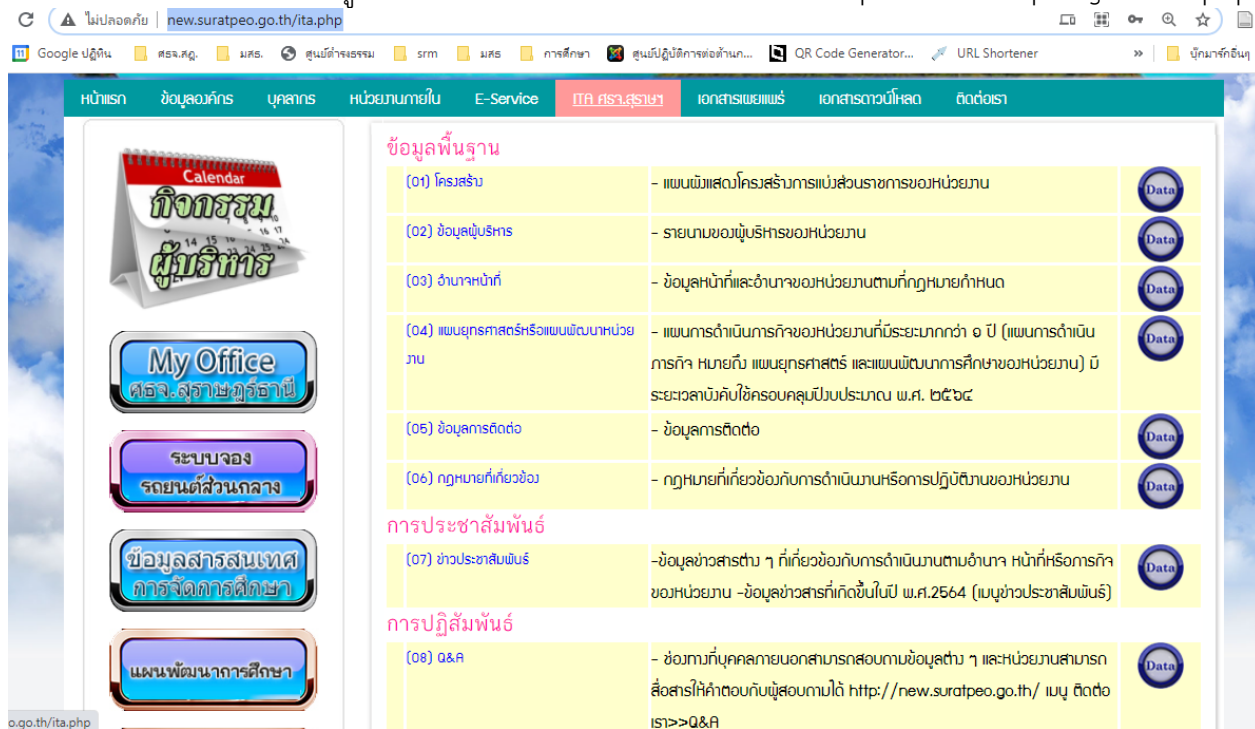 ไม่ปลอดภัย | new.suratpeo.go.th/ita.php
Google ปฏิทิน ศธจ.สฎ. มสธ. ศูนย์ดำรงธรรม srm มสธ การศึกษา ศูนย์ปฏิบัติการต่อต้านก... QR Code Generator... URL Shortener » บุ๊กมาร์กอื่นๆ
หน้าแรก ข้อมูลองค์กร บุคลากร หน่วยงานภายใน E-Service ITA ศธจ.สุราษฯ เอกสารเผยแพร่ เอกสารดาวน์โหลด ติดต่อเรา
Calendar
กิจกรรม
ผู้บริหาร
My Office
ศธจ.สุราษฎร์ธานี
ระบบจอง
รถยนต์ส่วนกลาง
ข้อมูลสารสนเทศ
การจัดการศึกษา
แผนพัฒนาการศึกษา
ข้อมูลพื้นฐาน
(01) โครงสร้าง - แผนผังแสดงโครงสร้างการแบ่งส่วนราชการของหน่วยงาน Data
(02) ข้อมูลผู้บริหาร - รายนามของผู้บริหารของหน่วยงาน Data
(03) อำนาจหน้าที่ - ข้อมูลหน้าที่และอำนาจของหน่วยงานตามที่กฎหมายกำหนด Data
(04) แผนยุทธศาสตร์หรือแผนพัฒนาหน่วย - แผนการดำเนินภารกิจของหน่วยงานที่มีระยะมากกว่า ๑ ปี (แผนการดำเนิน Data
งาน ภารกิจ หมายถึง แผนยุทธศาสตร์ และแผนพัฒนาการศึกษาของหน่วยงาน) มี
ระยะเวลาบังคับใช้ครอบคลุมปีงบประมาณ พ.ศ. ๒๕๖๔
(05) ข้อมูลการติดต่อ - ข้อมูลการติดต่อ Data
(06) กฎหมายที่เกี่ยวข้อง - กฎหมายที่เกี่ยวข้องกับการดำเนินงานหรือการปฏิบัติงานของหน่วยงาน Data
การประชาสัมพันธ์
(07) ข่าวประชาสัมพันธ์ -ข้อมูลข่าวสารต่าง ๆ ที่เกี่ยวข้องกับการดำเนินงานตามอำนาจ หน้าที่หรือภารกิจ Data
ของหน่วยงาน -ข้อมูลข่าวสารที่เกิดขึ้นในปี พ.ศ.2564 (เมนูข่าวประชาสัมพันธ์)
การปฏิสัมพันธ์
(08) Q&A - ช่องทางที่บุคคลภายนอกสามารถสอบถามข้อมูลต่าง ๆ และหน่วยงานสามารถ Data
สื่อสารให้คำตอบกับผู้สอบถามได้ http://new.suratpeo.go.th/ เมนู ติดต่อ
เรา>>Q&A
o.go.th/ita.php